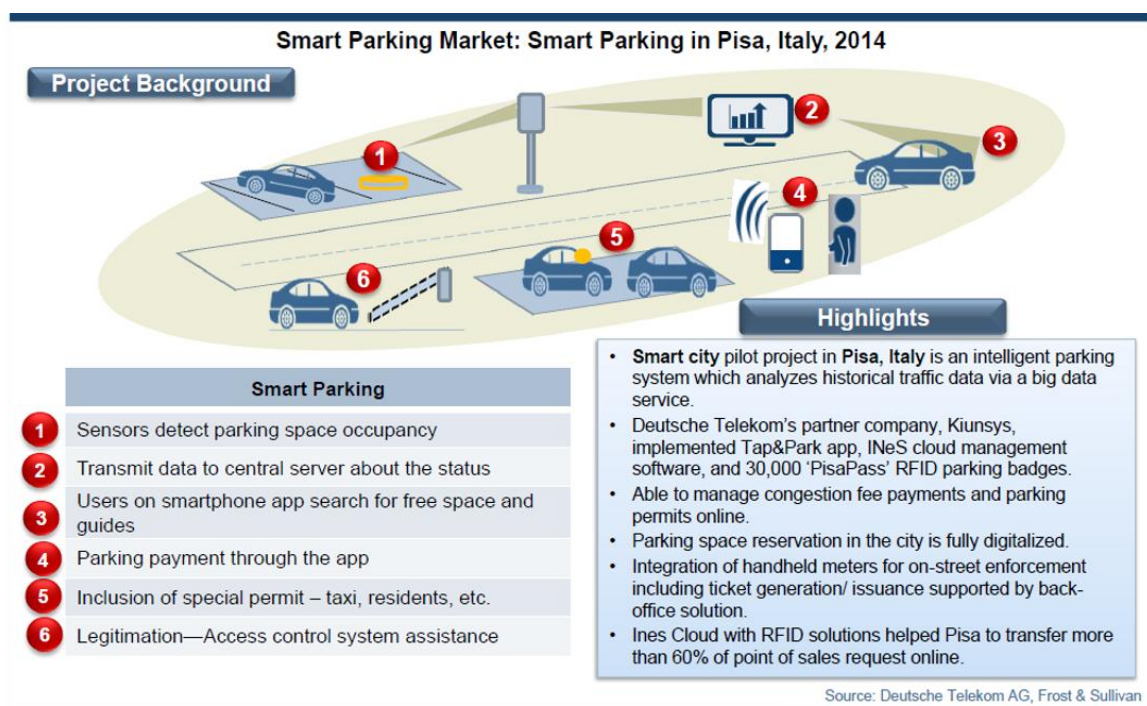 Smart Parking Market: Smart Parking in Pisa, Italy, 2014
Project Background
1
2
3
4
5
6
Smart Parking
1 Sensors detect parking space occupancy
2 Transmit data to central server about the status
3 Users on smartphone app search for free space and
guides
4 Parking payment through the app
5 Inclusion of special permit – taxi, residents, etc.
6 Legitimation—Access control system assistance
Highlights
• Smart city pilot project in Pisa, Italy is an intelligent parking
system which analyzes historical traffic data via a big data
service.
• Deutsche Telekom's partner company, Kiunsys,
implemented Tap&Park app, INeS cloud management
software, and 30,000 'PisaPass' RFID parking badges.
• Able to manage congestion fee payments and parking
permits online.
• Parking space reservation in the city is fully digitalized.
• Integration of handheld meters for on-street enforcement
including ticket generation/ issuance supported by back-
office solution.
• Ines Cloud with RFID solutions helped Pisa to transfer more
than 60% of point of sales request online.
Source: Deutsche Telekom AG, Frost & Sullivan